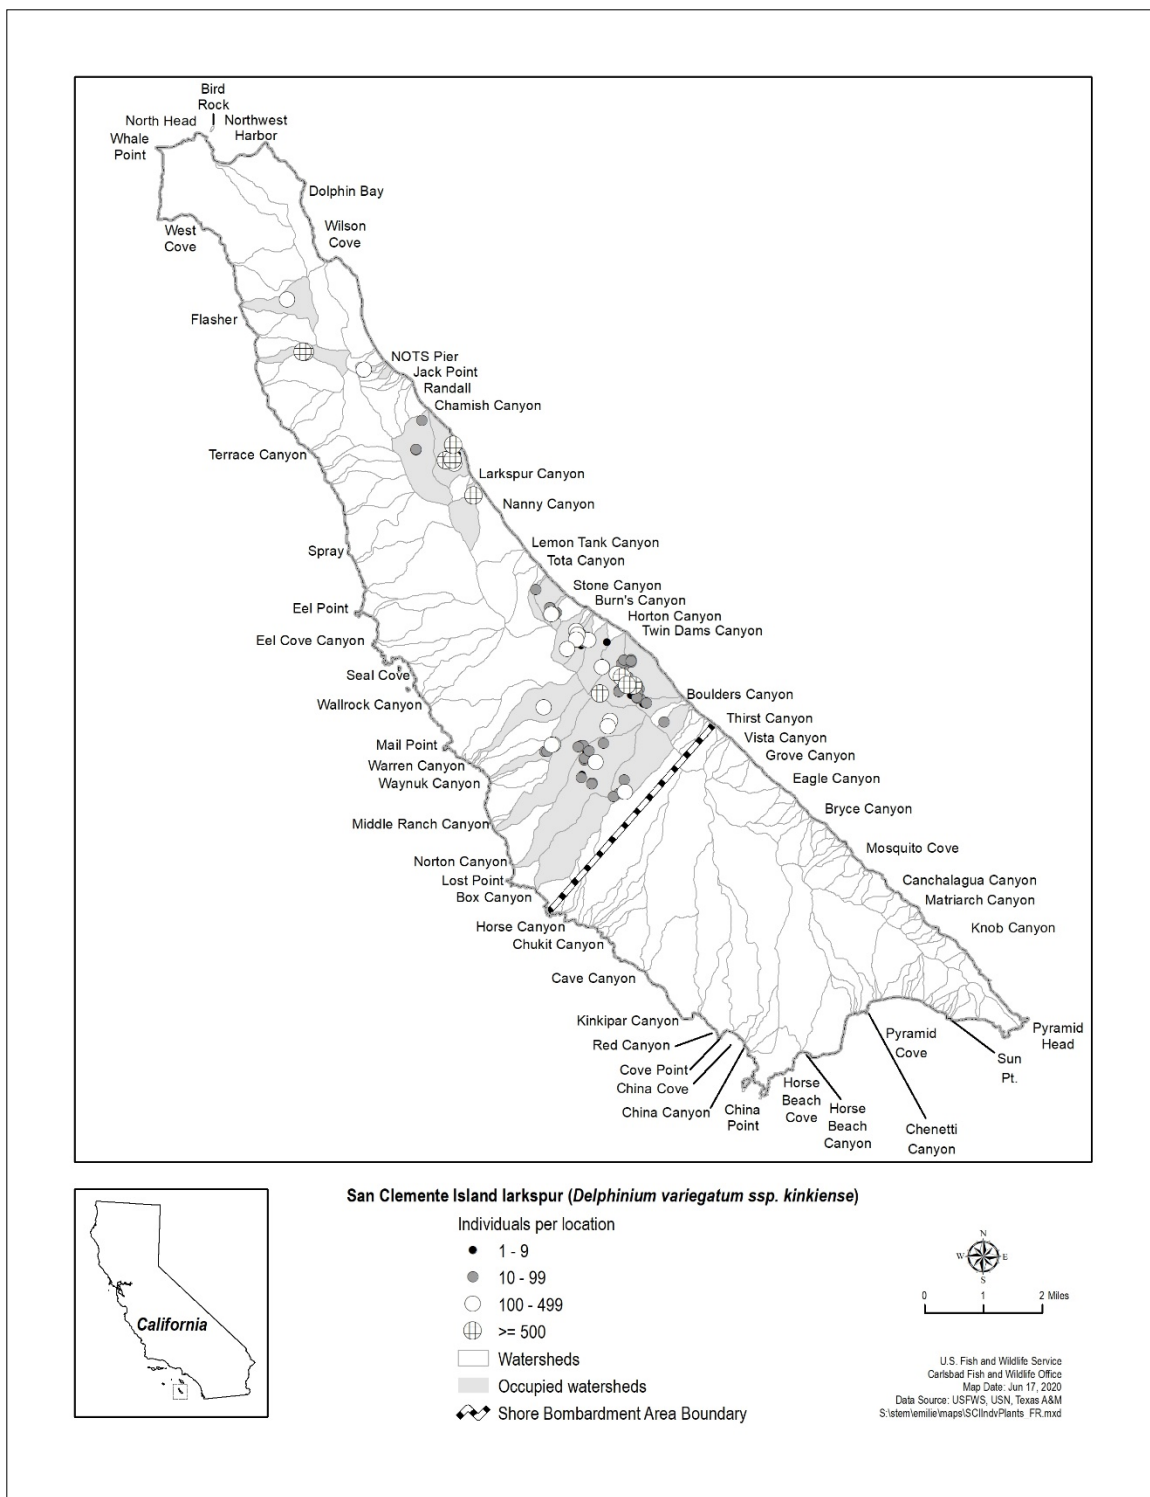 Bird
Rock
North Head
Northwest
Harbor
Whale
Point
Dolphin Bay
West
Cove
Wilson
Cove
Flasher
NOTS Pier
Jack Point
Randall
Chamish Canyon
Terrace Canyon
Larkspur Canyon
Nanny Canyon
Spray
Lemon Tank Canyon
Tota Canyon
Stone Canyon
Burn's Canyon
Eel Point
Horton Canyon
Twin Dams Canyon
Eel Cove Canyon
Seal Cove
Wallrock Canyon
Boulders Canyon
Thirst Canyon
Vista Canyon
Mail Point
Grove Canyon
Warren Canyon
Waynuk Canyon
Eagle Canyon
Bryce Canyon
Middle Ranch Canyon
Mosquito Cove
Norton Canyon
Lost Point
Box Canyon
Canchalagua Canyon
Matriarch Canyon
Horse Canyon
Knob Canyon
Chukit Canyon
Cave Canyon
Kinkipar Canyon
Red Canyon
Cove Point
China Cove
China Canyon
China
Point
Horse
Beach
Cove
Horse
Beach
Canyon
Pyramid
Cove
Chenetti
Canyon
Sun
Pt.
Pyramid
Head
San Clemente Island larkspur (Delphinium variegatum ssp. kinkiense)
Individuals per location
1 - 9
10 - 99
100 - 499
>= 500
Watersheds
Occupied watersheds
Shore Bombardment Area Boundary
California
N
W E
S
0 1 2 Miles
U.S. Fish and Wildlife Service
Carlsbad Fish and Wildlife Office
Map Date: Jun 17, 2020
Data Source: USFWS, USN, Texas A&M
S:\stem\emilie\maps\SCIIndvPlants_FR.mxd